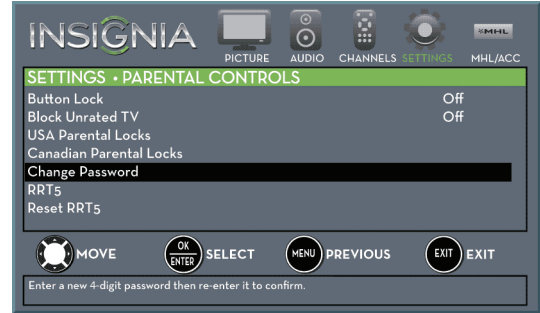 INSIGNIA
PICTURE AUDIO CHANNELS SETTINGS MHL MHL/ACC
SETTINGS • PARENTAL CONTROLS
Button Lock Off
Block Unrated TV Off
USA Parental Locks
Canadian Parental Locks
Change Password
RRT5
Reset RRT5
MOVE OK ENTER SELECT MENU PREVIOUS EXIT EXIT
Enter a new 4-digit password then re-enter it to confirm.